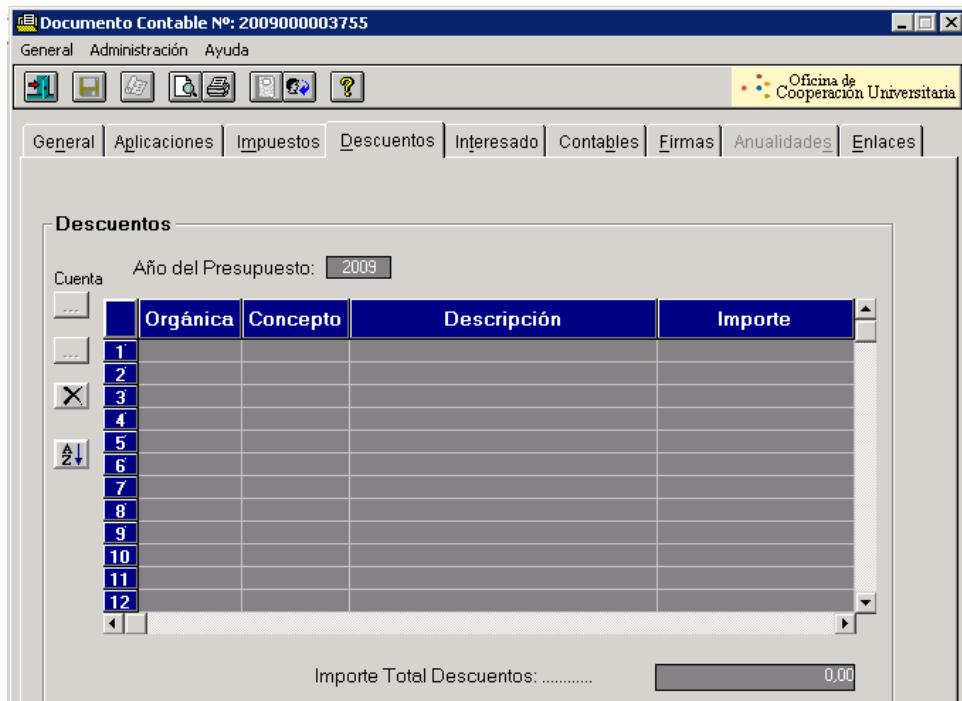 Documento Contable Nº: 2009000003755
General Administración Ayuda
Oficina de
Cooperación Universitaria
General Aplicaciones Impuestos Descuentos Interesado Contables Firmas Anualidades Enlaces
Descuentos
Año del Presupuesto: 2009
Cuenta
...
Orgánica Concepto Descripción Importe
...
1
2
3
4
5
6
7
8
9
10
11
12
Importe Total Descuentos: ............ 0,00